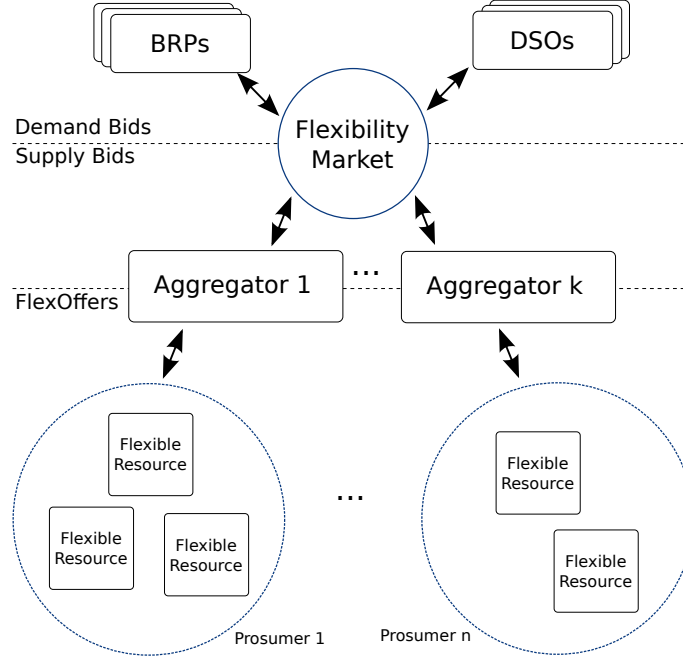 BRPs
DSOs
Flexibility
Market
Demand Bids
Supply Bids
Aggregator 1
...
Aggregator k
FlexOffers
Flexible
Resource
Flexible
Resource
Flexible
Resource
...
Flexible
Resource
Flexible
Resource
Prosumer 1
Prosumer n